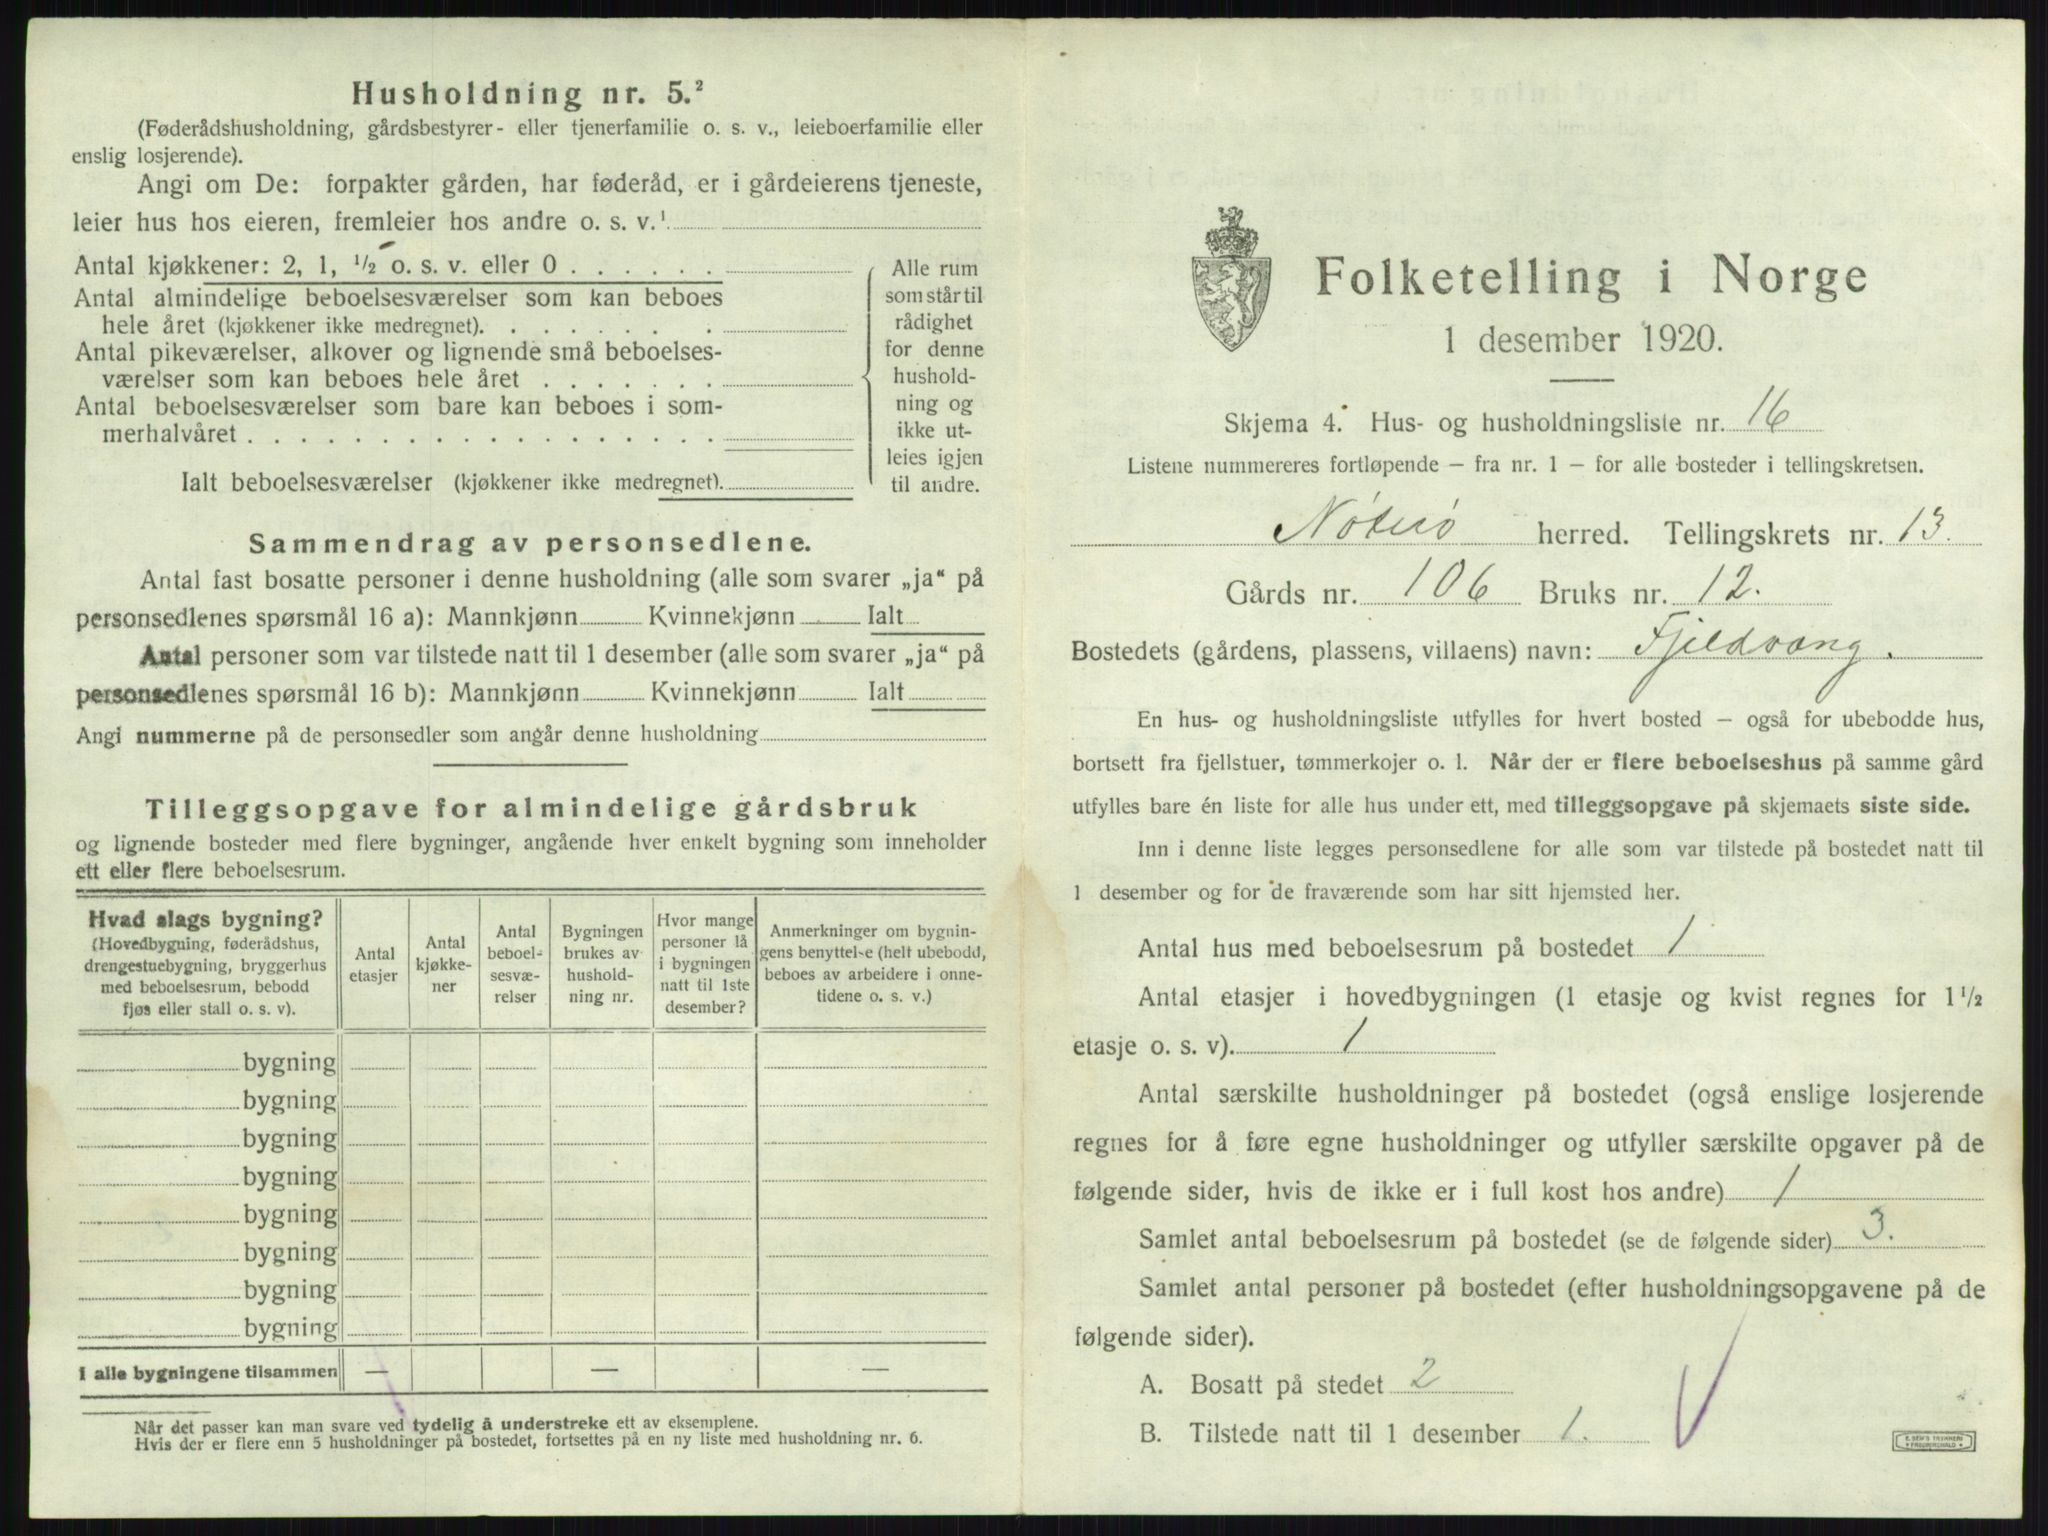 Husholdning nr. 5.²
(Føderådshusholdning, gårdsbestyrer- eller tjenerfamilie o. s. v., leieboerfamilie eller
enslig losjerende).
Angi om De: forpakter gården, har føderåd, er i gårdeierens tjeneste,
leier hus hos eieren, fremleier hos andre o. s. v.¹
Antal kjøkkener: 2, 1, ½ o. s. v. eller 0 . . . . . .
Antal almindelige beboelsesværelser som kan beboes
hele året (kjøkkener ikke medregnet). . . . . . . .
Antal pikeværelser, alkover og lignende små beboelses-
værelser som kan beboes hele året . . . . . . .
Antal beboelsesværelser som bare kan beboes i som-
merhalvåret . . . . . . . . . . . . . . . . . .
Ialt beboelsesværelser (kjøkkener ikke medregnet).
Alle rum
som står til
rådighet
for denne
hushold-
ning og
ikke ut-
leies igjen
til andre.
Sammendrag av personsedlene.
Antal fast bosatte personer i denne husholdning (alle som svarer „ja“ på
personsedlenes spørsmål 16 a): Mannkjønn Kvinnekjønn Ialt
Antal personer som var tilstede natt til 1 desember (alle som svarer „ja“ på
personsedlenes spørsmål 16 b): Mannkjønn Kvinnekjønn Ialt
Angi nummerne på de personsedler som angår denne husholdning
Tilleggsopgave for almindelige gårdsbruk
og lignende bosteder med flere bygninger, angående hver enkelt bygning som inneholder
ett eller flere beboelsesrum.
Hvad slags bygning?
(Hovedbygning, føderådshus,
drengestuebygning, bryggerhus
med beboelsesrum, bebodd
fjøs eller stall o. s. v).
Antal
etasjer
Antal
kjøkke-
ner
Antal
beboel-
sesvæ-
relser
Bygningen
brukes av
hushold-
ning nr.
Hvor mange
personer lå
i bygningen
natt til 1ste
desember?
Anmerkninger om bygnin-
gens benyttelse (helt ubebodd,
beboes av arbeidere i onne-
tidene o. s. v.)
bygning
bygning
bygning
bygning
bygning
bygning
bygning
bygning
I alle bygningene tilsammen — — —
Når det passer kan man svare ved tydelig å understreke ett av eksemplene.
Hvis der er flere enn 5 husholdninger på bostedet, fortsettes på en ny liste med husholdning nr. 6.
Folketelling i Norge
1 desember 1920.
Skjema 4. Hus- og husholdningsliste nr. 16
Listene nummereres fortløpende – fra nr. 1 – for alle bosteder i tellingskretsen.
Nøterø herred. Tellingskrets nr. 13.
Gårds nr. 106 Bruks nr. 12.
Bostedets (gårdens, plassens, villaens) navn: Fjeldvang.
En hus- og husholdningsliste utfylles for hvert bosted – også for ubebodde hus,
bortsett fra fjellstuer, tømmerkojer o. l. Når der er flere beboelseshus på samme gård
utfylles bare én liste for alle hus under ett, med tilleggsopgave på skjemaets siste side.
Inn i denne liste legges personsedlene for alle som var tilstede på bostedet natt til
1 desember og for de fraværende som har sitt hjemsted her.
Antal hus med beboelsesrum på bostedet 1
Antal etasjer i hovedbygningen (1 etasje og kvist regnes for 1½
etasje o. s. v). 1
Antal særskilte husholdninger på bostedet (også enslige losjerende
regnes for å føre egne husholdninger og utfyller særskilte opgaver på de
følgende sider, hvis de ikke er i full kost hos andre) 1
Samlet antal beboelsesrum på bostedet (se de følgende sider) 3.
Samlet antal personer på bostedet (efter husholdningsopgavene på de
følgende sider).
A. Bosatt på stedet 2
B. Tilstede natt til 1 desember 1.